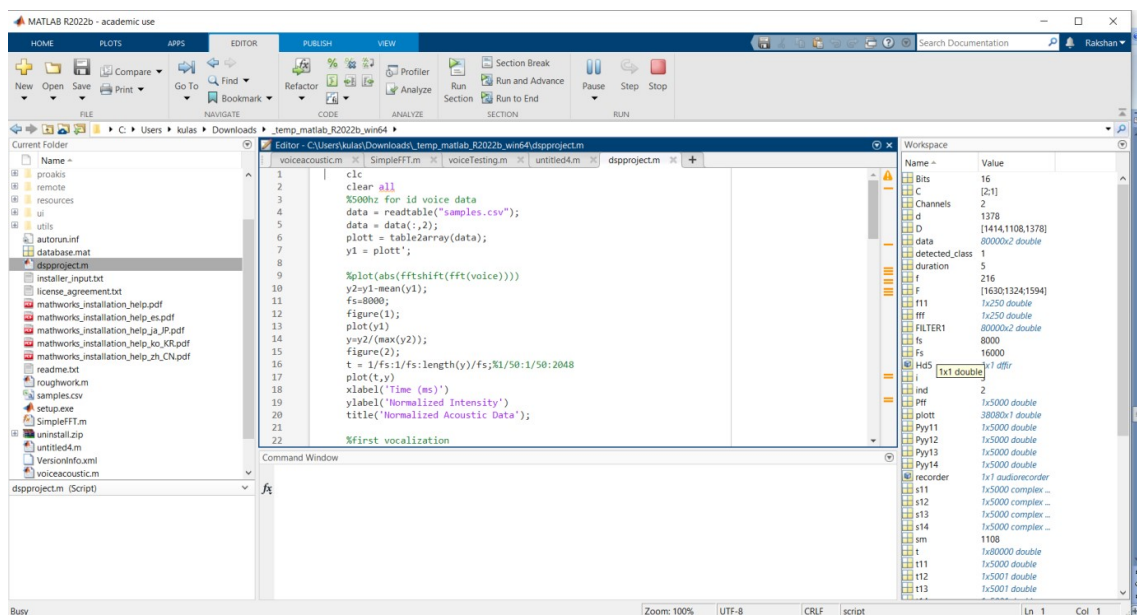 MATLAB R2022b - academic use
HOME PLOTS APPS EDITOR PUBLISH VIEW Search Documentation Rakshan
New Open Save Compare Print Go To Find Bookmark Refactor Profiler Analyze Run Section Section Break Run and Advance Run to End Pause Step Stop
FILE NAVIGATE CODE ANALYZE SECTION RUN
C: Users kulas Downloads _temp_matlab_R2022b_win64
Current Folder
Name
proakis
remote
resources
ui
utils
autorun.inf
database.mat
dspproject.m
installer_input.txt
license_agreement.txt
mathworks_installation_help.pdf
mathworks_installation_help_es.pdf
mathworks_installation_help_ja_JP.pdf
mathworks_installation_help_ko_KR.pdf
mathworks_installation_help_zh_CN.pdf
readme.txt
roughwork.m
samples.csv
setup.exe
SimpleFFT.m
uninstall.zip
untitled4.m
VersionInfo.xml
voiceacoustic.m
dspproject.m (Script)
Editor - C:\Users\kulas\Downloads\_temp_matlab_R2022b_win64\dspproject.m
voiceacoustic.m SimpleFFT.m voiceTesting.m untitled4.m dspproject.m
1 clc
2 clear all
3 %500hz for id voice data
4 data = readtable("samples.csv");
5 data = data(:,2);
6 plott = table2array(data);
7 y1 = plott';
8
9 %plot(abs(fftshift(fft(voice))))
10 y2=y1-mean(y1);
11 fs=8000;
12 figure(1);
13 plot(y1)
14 y=y2/(max(y2));
15 figure(2);
16 t = 1/fs:1/fs:length(y)/fs;%1/50:1/50:2048
17 plot(t,y)
18 xlabel('Time (ms)')
19 ylabel('Normalized Intensity')
20 title('Normalized Acoustic Data');
21
22 %first vocalization
Command Window
fx
Workspace
Name Value
Bits 16
C [2;1]
Channels 2
d 1378
D [1414,1108,1378]
data 80000x2 double
detected_class 1
duration 5
f 216
F [1630;1324;1594]
f11 1x250 double
fff 1x250 double
FILTER1 80000x2 double
fs 8000
Fs 16000
Hd5 1x1 dffir
1x1 double
i
ind 2
Pff 1x5000 double
plott 38080x1 double
Pyy11 1x5000 double
Pyy12 1x5000 double
Pyy13 1x5000 double
Pyy14 1x5000 double
recorder 1x1 audiorecorder
s11 1x5000 complex ...
s12 1x5000 complex ...
s13 1x5000 complex ...
s14 1x5000 complex ...
sm 1108
t 1x80000 double
t11 1x5000 double
t12 1x5001 double
t13 1x5001 double
Busy Zoom: 100% UTF-8 CRLF script Ln 1 Col 1